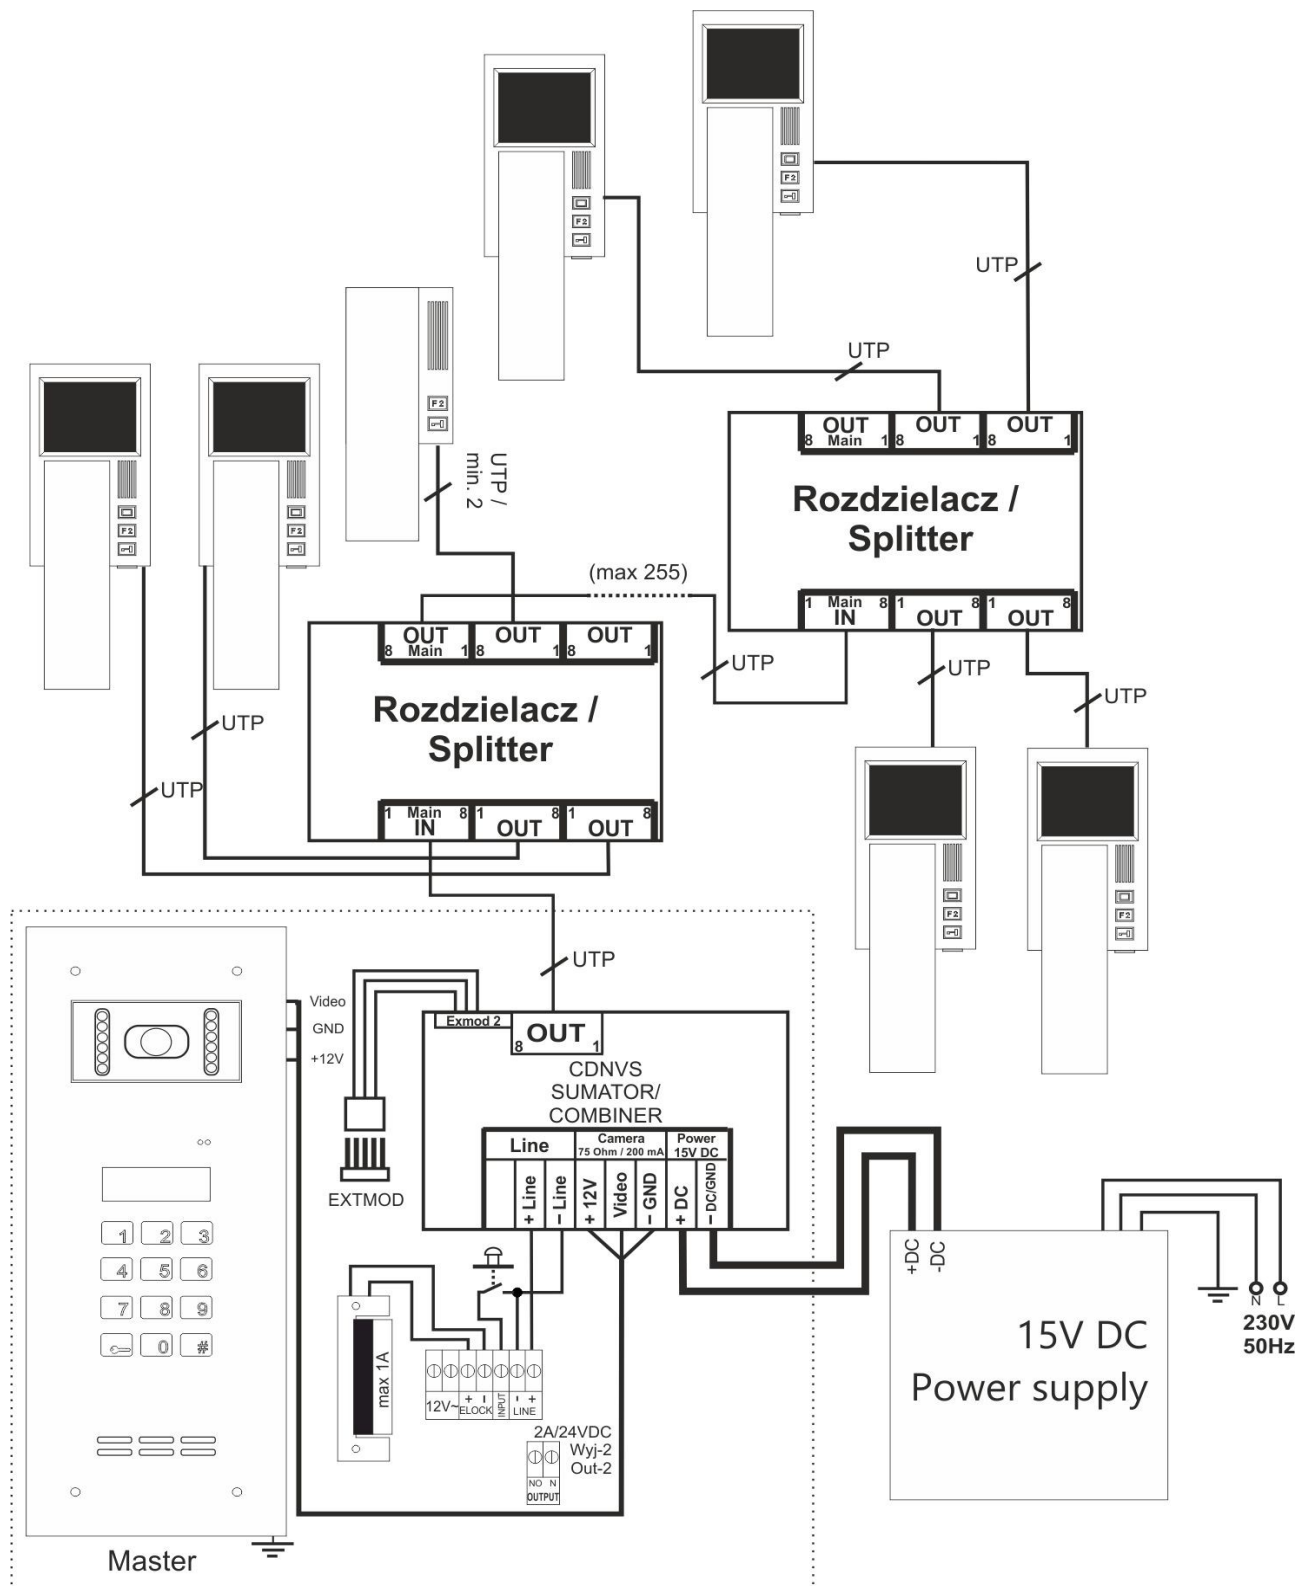 F2
F2
UTP
F2
UTP
OUT
8 Main 1
OUT
8 1
OUT
8 1
Rozdzielacz /
Splitter
1 Main 8
IN
1 8
OUT
1 8
OUT
F2
F2
UTP /
min. 2
(max 255)
UTP
UTP
UTP
OUT
8 Main 1
OUT
8 1
OUT
8 1
Rozdzielacz /
Splitter
1 Main 8
IN
1 8
OUT
1 8
OUT
UTP
UTP
F2
F2
UTP
Video
GND
+12V
Exmod 2
OUT
8 1
CDNVS
SUMATOR/
COMBINER
Line
Camera
75 Ohm / 200 mA
Power
15V DC
+ Line
– Line
+ 12V
Video
– GND
+ DC
– DC/GND
EXTMOD
1 2 3
4 5 6
7 8 9
0 #
max 1A
12V~
+ –
ELOCK
INPUT
- +
LINE
2A/24VDC
Wyj-2
Out-2
NO N
OUTPUT
+DC
-DC
15V DC
Power supply
N L
230V
50Hz
Master